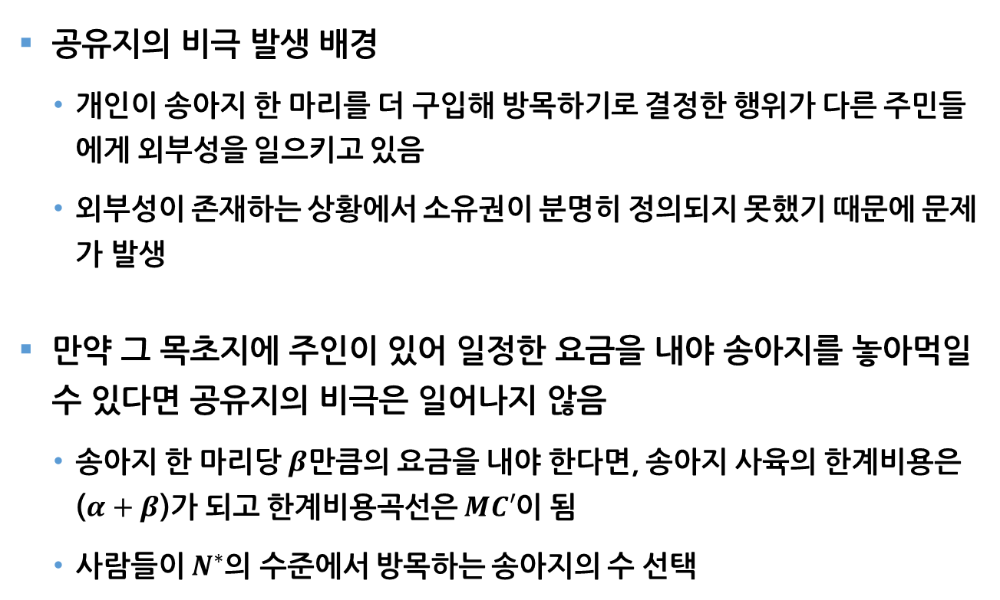 ▪ 공유지의 비극 발생 배경
• 개인이 송아지 한 마리를 더 구입해 방목하기로 결정한 행위가 다른 주민들
에게 외부성을 일으키고 있음
• 외부성이 존재하는 상황에서 소유권이 분명히 정의되지 못했기 때문에 문제
가 발생
▪ 만약 그 목초지에 주인이 있어 일정한 요금을 내야 송아지를 놓아먹일
수 있다면 공유지의 비극은 일어나지 않음
• 송아지 한 마리당 β만큼의 요금을 내야 한다면, 송아지 사육의 한계비용은
(α + β)가 되고 한계비용곡선은 MC′이 됨
• 사람들이 N*의 수준에서 방목하는 송아지의 수 선택